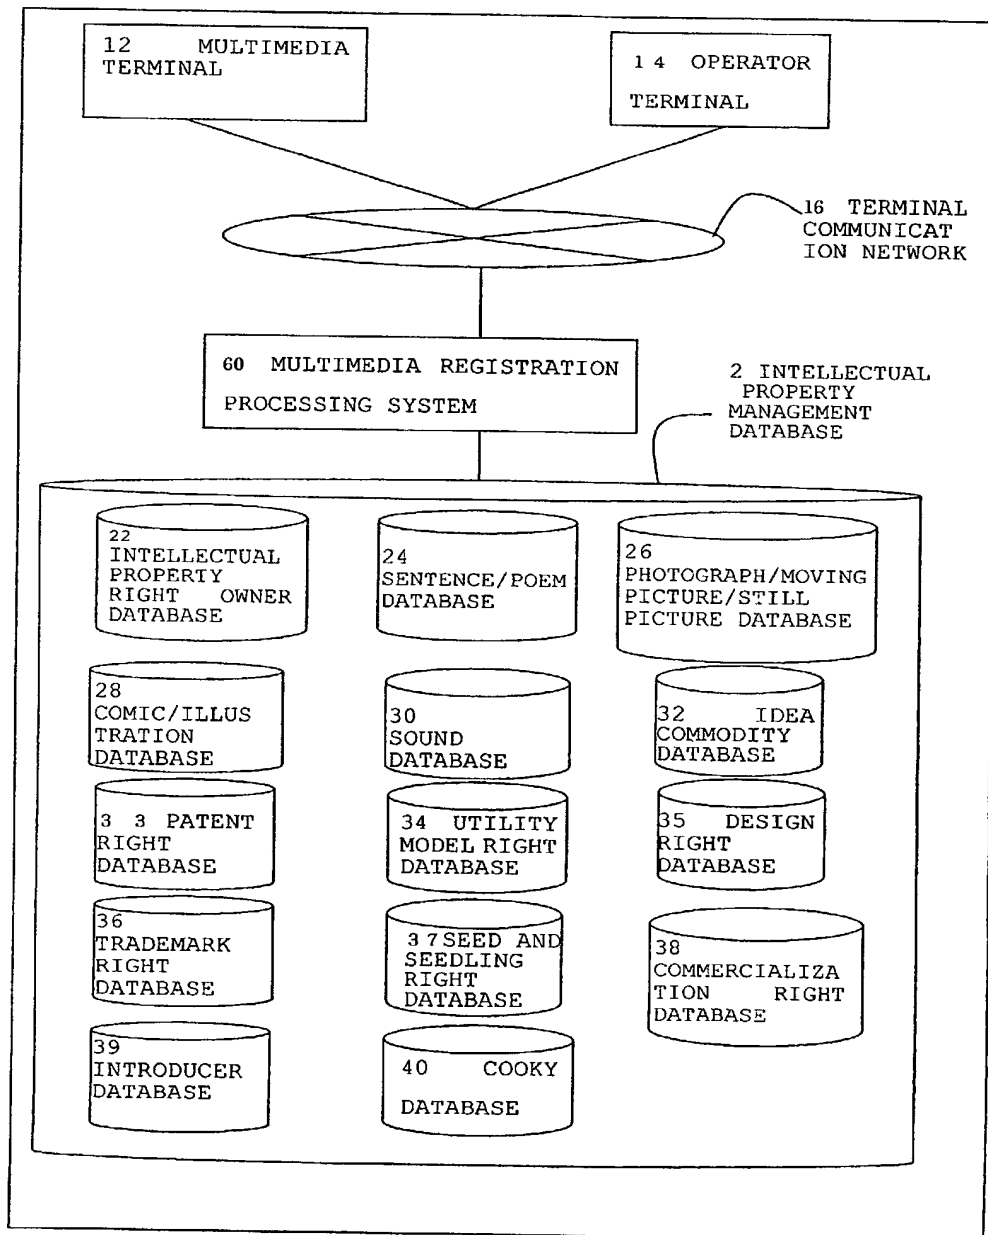 12 MULTIMEDIA
TERMINAL
1 4 OPERATOR
TERMINAL
16 TERMINAL
COMMUNICAT
ION NETWORK
60 MULTIMEDIA REGISTRATION
PROCESSING SYSTEM
2 INTELLECTUAL
PROPERTY
MANAGEMENT
DATABASE
22
INTELLECTUAL
PROPERTY
RIGHT OWNER
DATABASE
24
SENTENCE/POEM
DATABASE
26
PHOTOGRAPH/MOVING
PICTURE/STILL
PICTURE DATABASE
28
COMIC/ILLUS
TRATION
DATABASE
30
SOUND
DATABASE
32 IDEA
COMMODITY
DATABASE
3 3 PATENT
RIGHT
DATABASE
34 UTILITY
MODEL RIGHT
DATABASE
35 DESIGN
RIGHT
DATABASE
36
TRADEMARK
RIGHT
DATABASE
3 7 SEED AND
SEEDLING
RIGHT
DATABASE
38
COMMERCIALIZA
TION RIGHT
DATABASE
39
INTRODUCER
DATABASE
40 COOKY
DATABASE